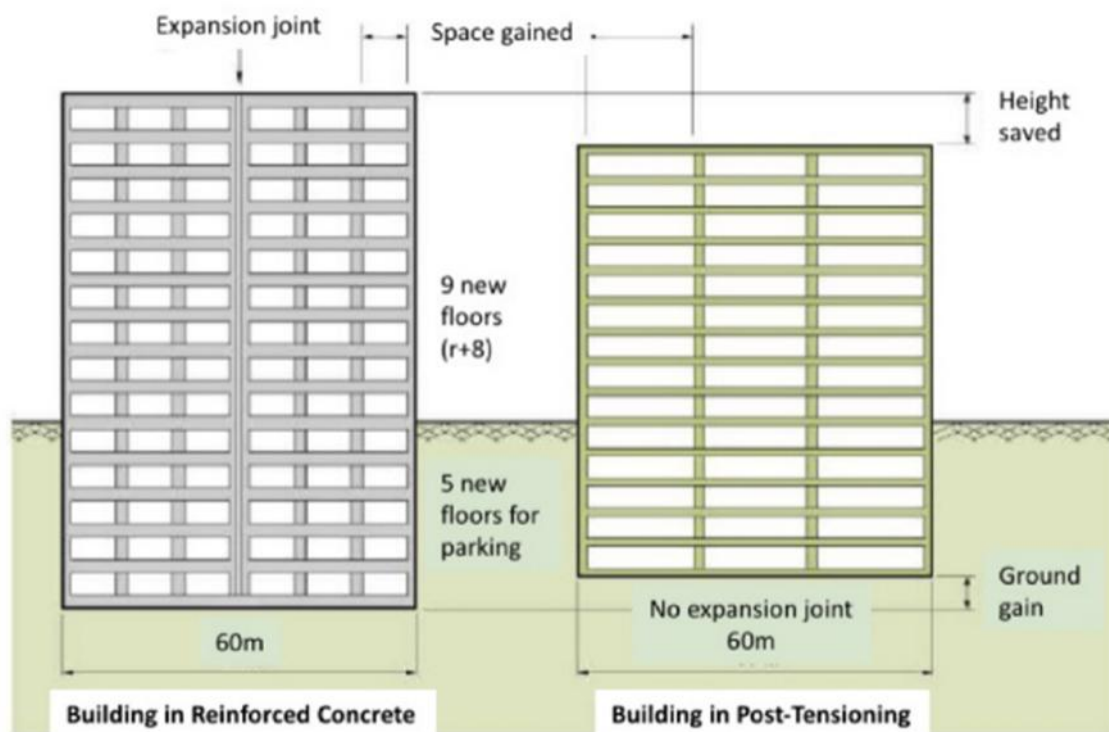 Expansion joint
Space gained
Height
saved
9 new
floors
(r+8)
5 new
floors for
parking
Ground
gain
No expansion joint
60m
60m
Building in Reinforced Concrete
Building in Post-Tensioning